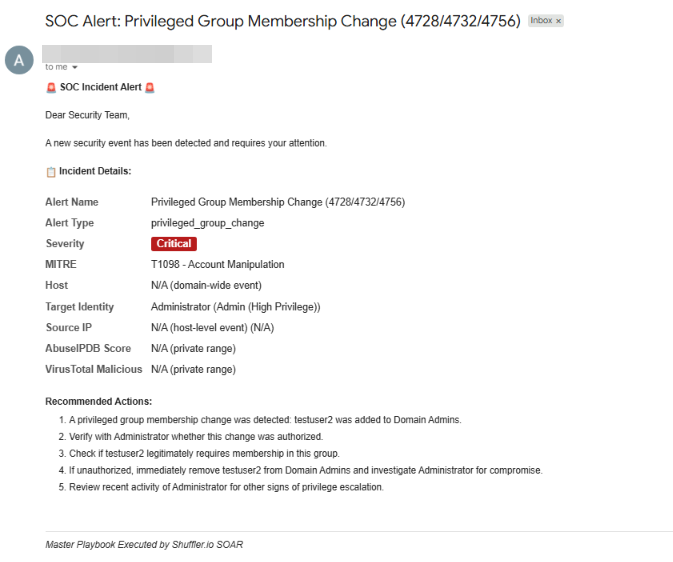 SOC Alert: Privileged Group Membership Change (4728/4732/4756) Inbox x
A
to me
SOC Incident Alert
Dear Security Team,
A new security event has been detected and requires your attention.
Incident Details:
Alert Name Privileged Group Membership Change (4728/4732/4756)
Alert Type privileged_group_change
Severity Critical
MITRE T1098 - Account Manipulation
Host N/A (domain-wide event)
Target Identity Administrator (Admin (High Privilege))
Source IP N/A (host-level event) (N/A)
AbuseIPDB Score N/A (private range)
VirusTotal Malicious N/A (private range)
Recommended Actions:
1. A privileged group membership change was detected: testuser2 was added to Domain Admins.
2. Verify with Administrator whether this change was authorized.
3. Check if testuser2 legitimately requires membership in this group.
4. If unauthorized, immediately remove testuser2 from Domain Admins and investigate Administrator for compromise.
5. Review recent activity of Administrator for other signs of privilege escalation.
Master Playbook Executed by Shuffler.io SOAR